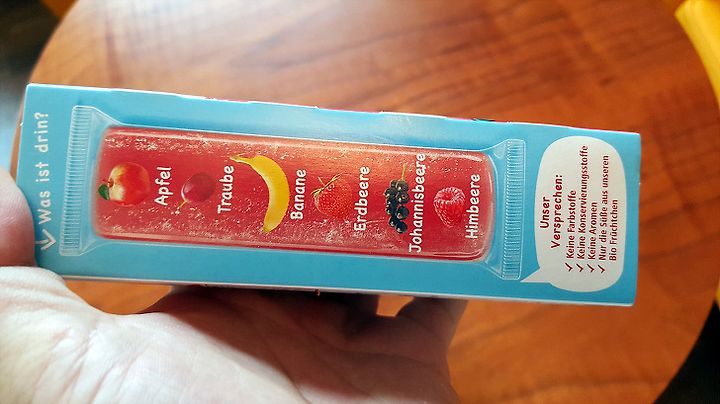 Was ist drin?
Apfel
Traube
Banane
Erdbeere
Johannisbeere
Himbeere
Unser
Versprechen:
✓ Keine Farbstoffe
✓ Keine Konservierungsstoffe
✓ Keine Aromen
✓ Nur die Süße aus unseren
Bio Früchtchen